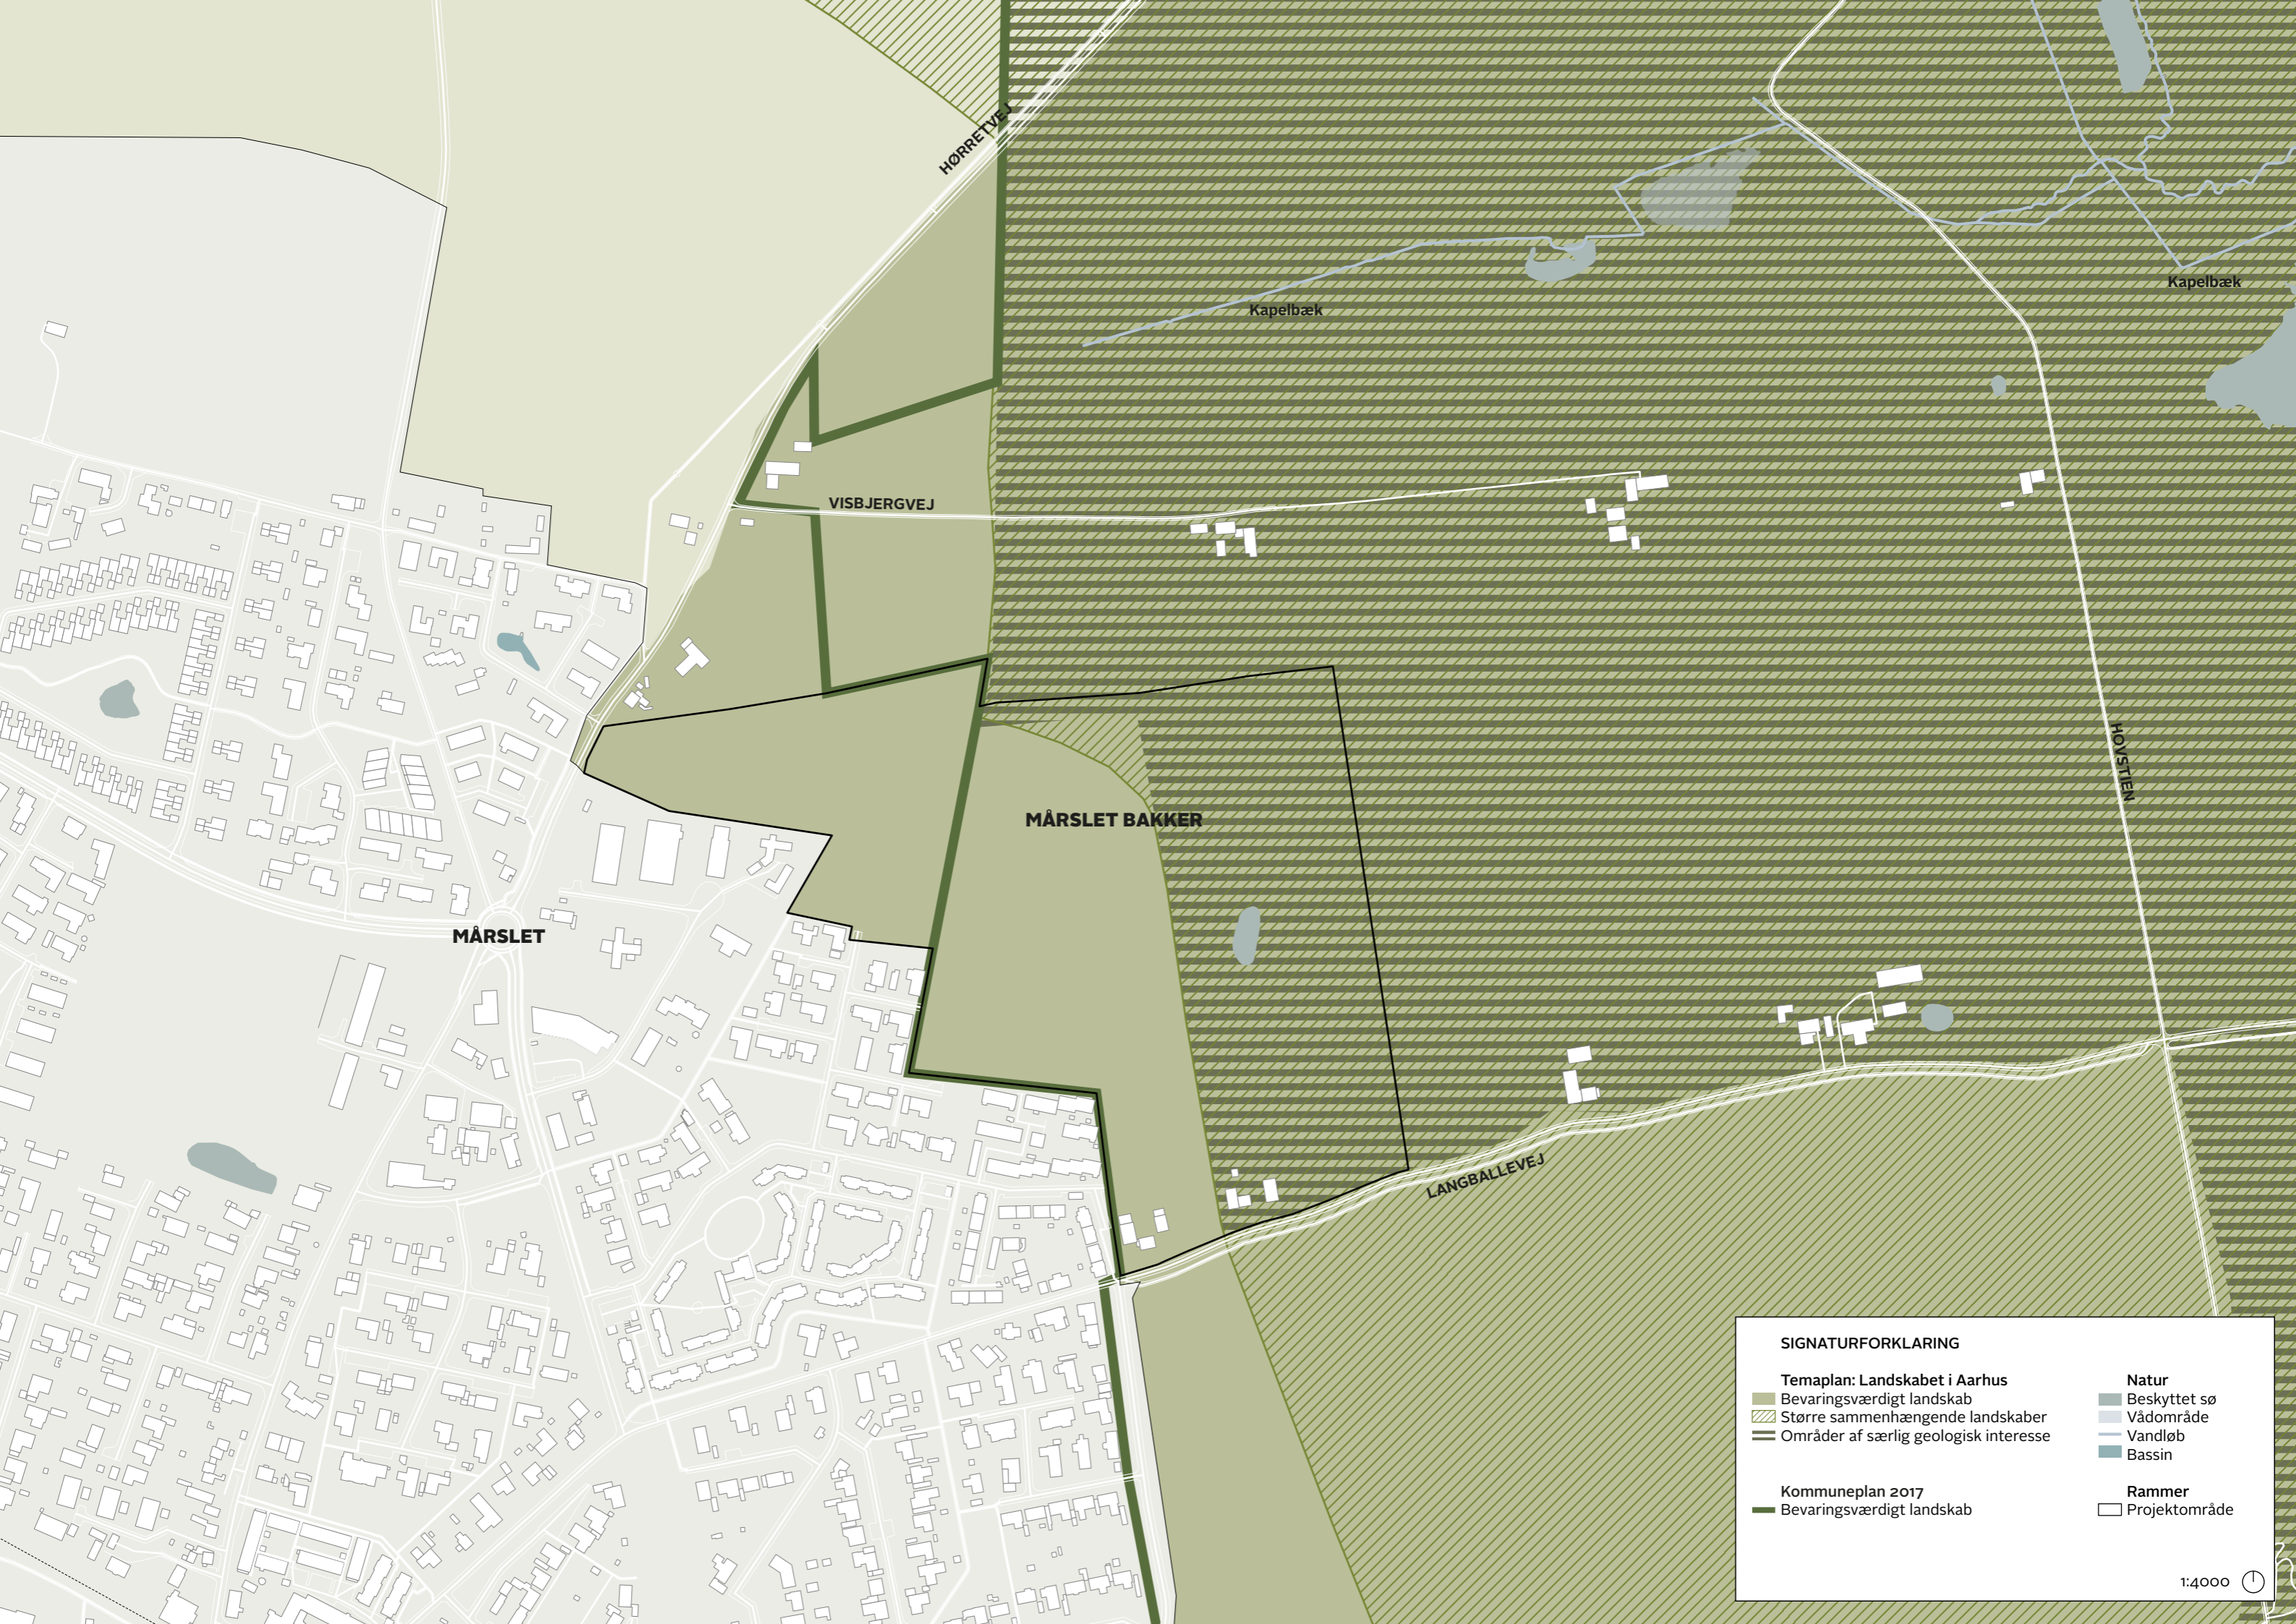 HØRRETVEJ
Kapelbæk
Kapelbæk
VISBJERGVEJ
HOVSTIEN
MÅRSLET BAKKER
MÅRSLET
LANGBALLEVEJ
SIGNATURFORKLARING
Temaplan: Landskabet i Aarhus
Bevaringsværdigt landskab
Større sammenhængende landskaber
Områder af særlig geologisk interesse
Kommuneplan 2017
Bevaringsværdigt landskab
Natur
Beskyttet sø
Vådområde
Vandløb
Bassin
Rammer
Projektområde
1:4000